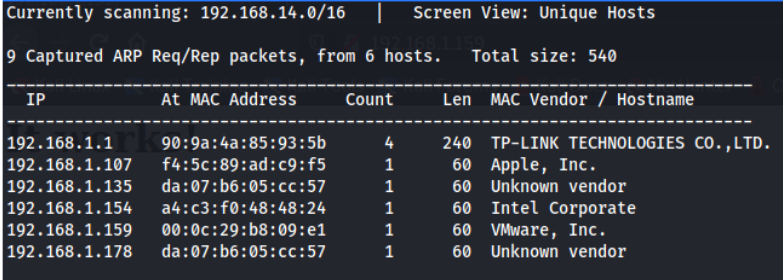 Currently scanning: 192.168.14.0/16   |   Screen View: Unique Hosts
9 Captured ARP Req/Rep packets, from 6 hosts.   Total size: 540
_____________________________________________________________________________
IP            At MAC Address     Count     Len  MAC Vendor / Hostname
-----------------------------------------------------------------------------
192.168.1.1     90:9a:4a:85:93:5b      4     240  TP-LINK TECHNOLOGIES CO.,LTD.
192.168.1.107   f4:5c:89:ad:c9:f5      1      60  Apple, Inc.
192.168.1.135   da:07:b6:05:cc:57      1      60  Unknown vendor
192.168.1.154   a4:c3:f0:48:48:24      1      60  Intel Corporate
192.168.1.159   00:0c:29:b8:09:e1      1      60  VMware, Inc.
192.168.1.178   da:07:b6:05:cc:57      1      60  Unknown vendor